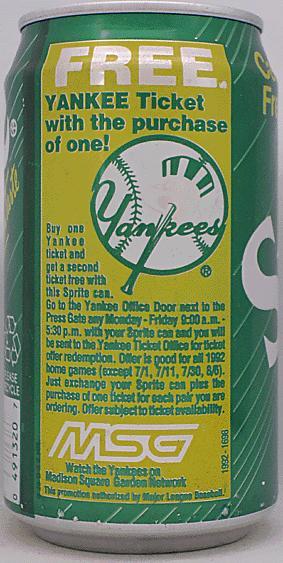 FREE.
YANKEE Ticket
with the purchase
of one!
Yankees
®
Buy one
Yankee
ticket and
get a second
ticket free with
this Sprite can.
Go to the Yankee Office Door next to the
Press Gate any Monday - Friday 9:00 a.m. -
5:30 p.m. with your Sprite can and you will
be sent to the Yankee Ticket Office for ticket
offer redemption. Offer is good for all 1992
home games (except 7/1, 7/11, 7/30, 8/6).
Just exchange your Sprite can plus the
purchase of one ticket for each pair you are
ordering. Offer subject to ticket availability.
MSG
Watch the Yankees on
Madison Square Garden Network
This promotion authorized by Major League Baseball.
1992-1698
0 491320 7
S